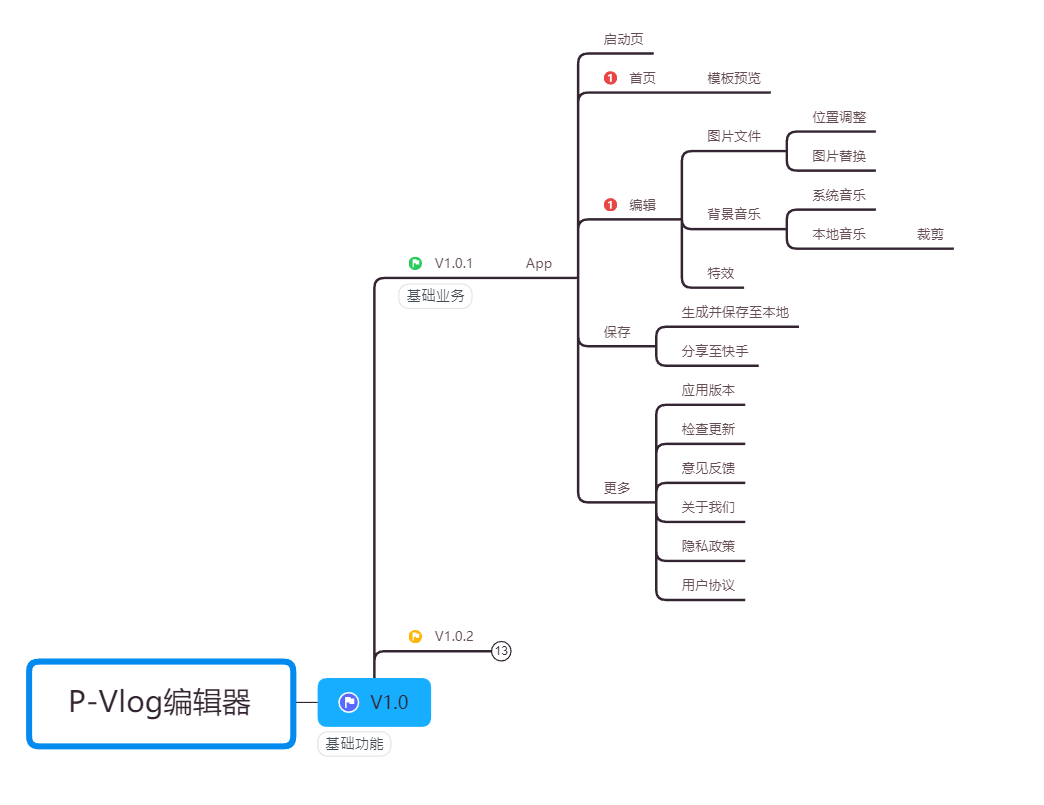 启动页
1 首页 模板预览
位置调整
图片文件
图片替换
系统音乐
1 编辑
背景音乐
本地音乐 裁剪
V1.0.1 App
特效
基础业务
生成并保存至本地
保存
分享至快手
应用版本
检查更新
意见反馈
更多
关于我们
隐私政策
用户协议
V1.0.2 13
P-Vlog编辑器 V1.0
基础功能